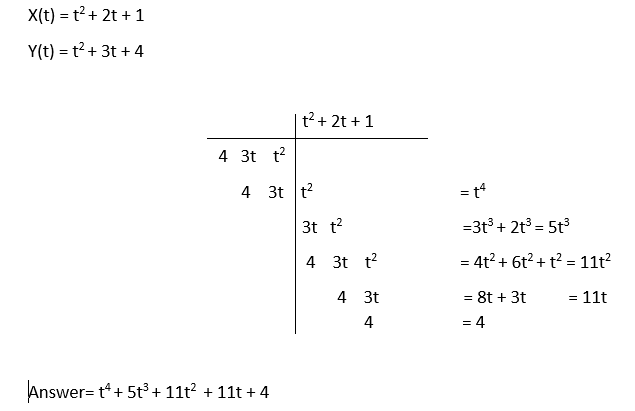 X(t) = t² + 2t + 1
Y(t) = t² + 3t + 4
t² + 2t + 1
4 3t t²
4 3t t² = t⁴
3t t² =3t³ + 2t³ = 5t³
4 3t t² = 4t² + 6t² + t² = 11t²
4 3t = 8t + 3t = 11t
4 = 4
Answer= t⁴ + 5t³ + 11t² + 11t + 4